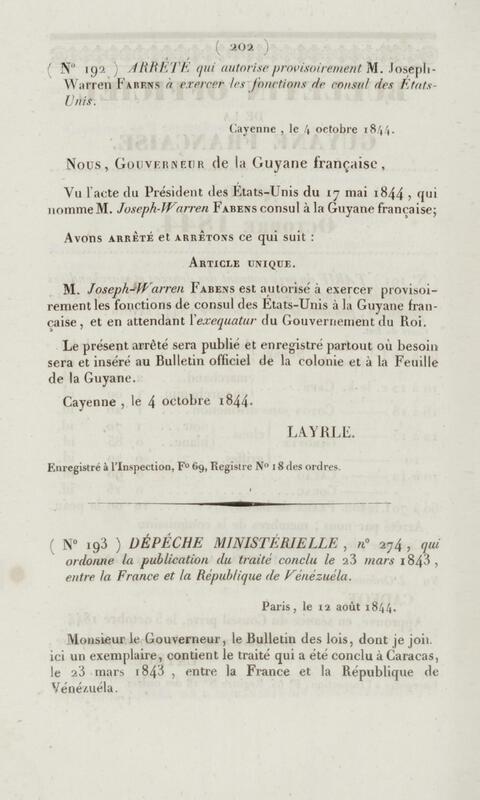 ( 202 )
( N° 192 ) ARRÊTÉ qui autorise provisoirement M. Joseph-
Warren FABENS à exercer les fonctions de consul des États-
Unis.
Cayenne , le 4 octobre 1844.
NOUS, GOUVERNEUR de la Guyane française,
Vu l'acte du Président des États-Unis du 17 mai 1844 , qui
nomme M. Joseph-Warren FABENS consul à la Guyane française;
AVONS ARRÊTÉ et ARRÊTONS ce qui suit :
ARTICLE UNIQUE.
M. Joseph-Warren FABENS est autorisé à exercer provisoi-
rement les fonctions de consul des États-Unis à la Guyane fran-
çaise , et en attendant l'exequatur du Gouvernement du Roi.
Le présent arrêté sera publié et enregistré partout où besoin
sera et inséré au Bulletin officiel de la colonie et à la Feuille
de la Guyane.
Cayenne , le 4 octobre 1844.
LAYRLE.
Enregistré à l'Inspection, F° 69, Registre N° 18 des ordres.
( N° 193 ) DÉPÊCHE MINISTÉRIELLE , n° 274 , qui
ordonne la publication du traité conclu le 23 mars 1843 ,
entre la France et la République de Vénézuéla.
Paris , le 12 août 1844.
Monsieur le Gouverneur, le Bulletin des lois, dont je join.
ici un exemplaire, contient le traité qui a été conclu à Caracas,
le 23 mars 1843 , entre la France et la République de
Vénézuéla.